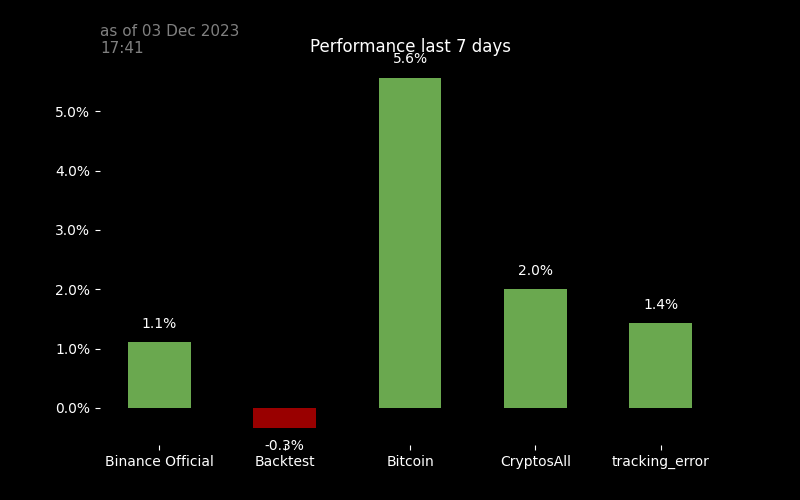 as of 03 Dec 2023
17:41
Performance last 7 days
5.6%
5.0%
4.0%
3.0%
2.0%
1.0%
0.0%
1.1%
-0.3%
2.0%
1.4%
Binance Official
Backtest
Bitcoin
CryptosAll
tracking_error